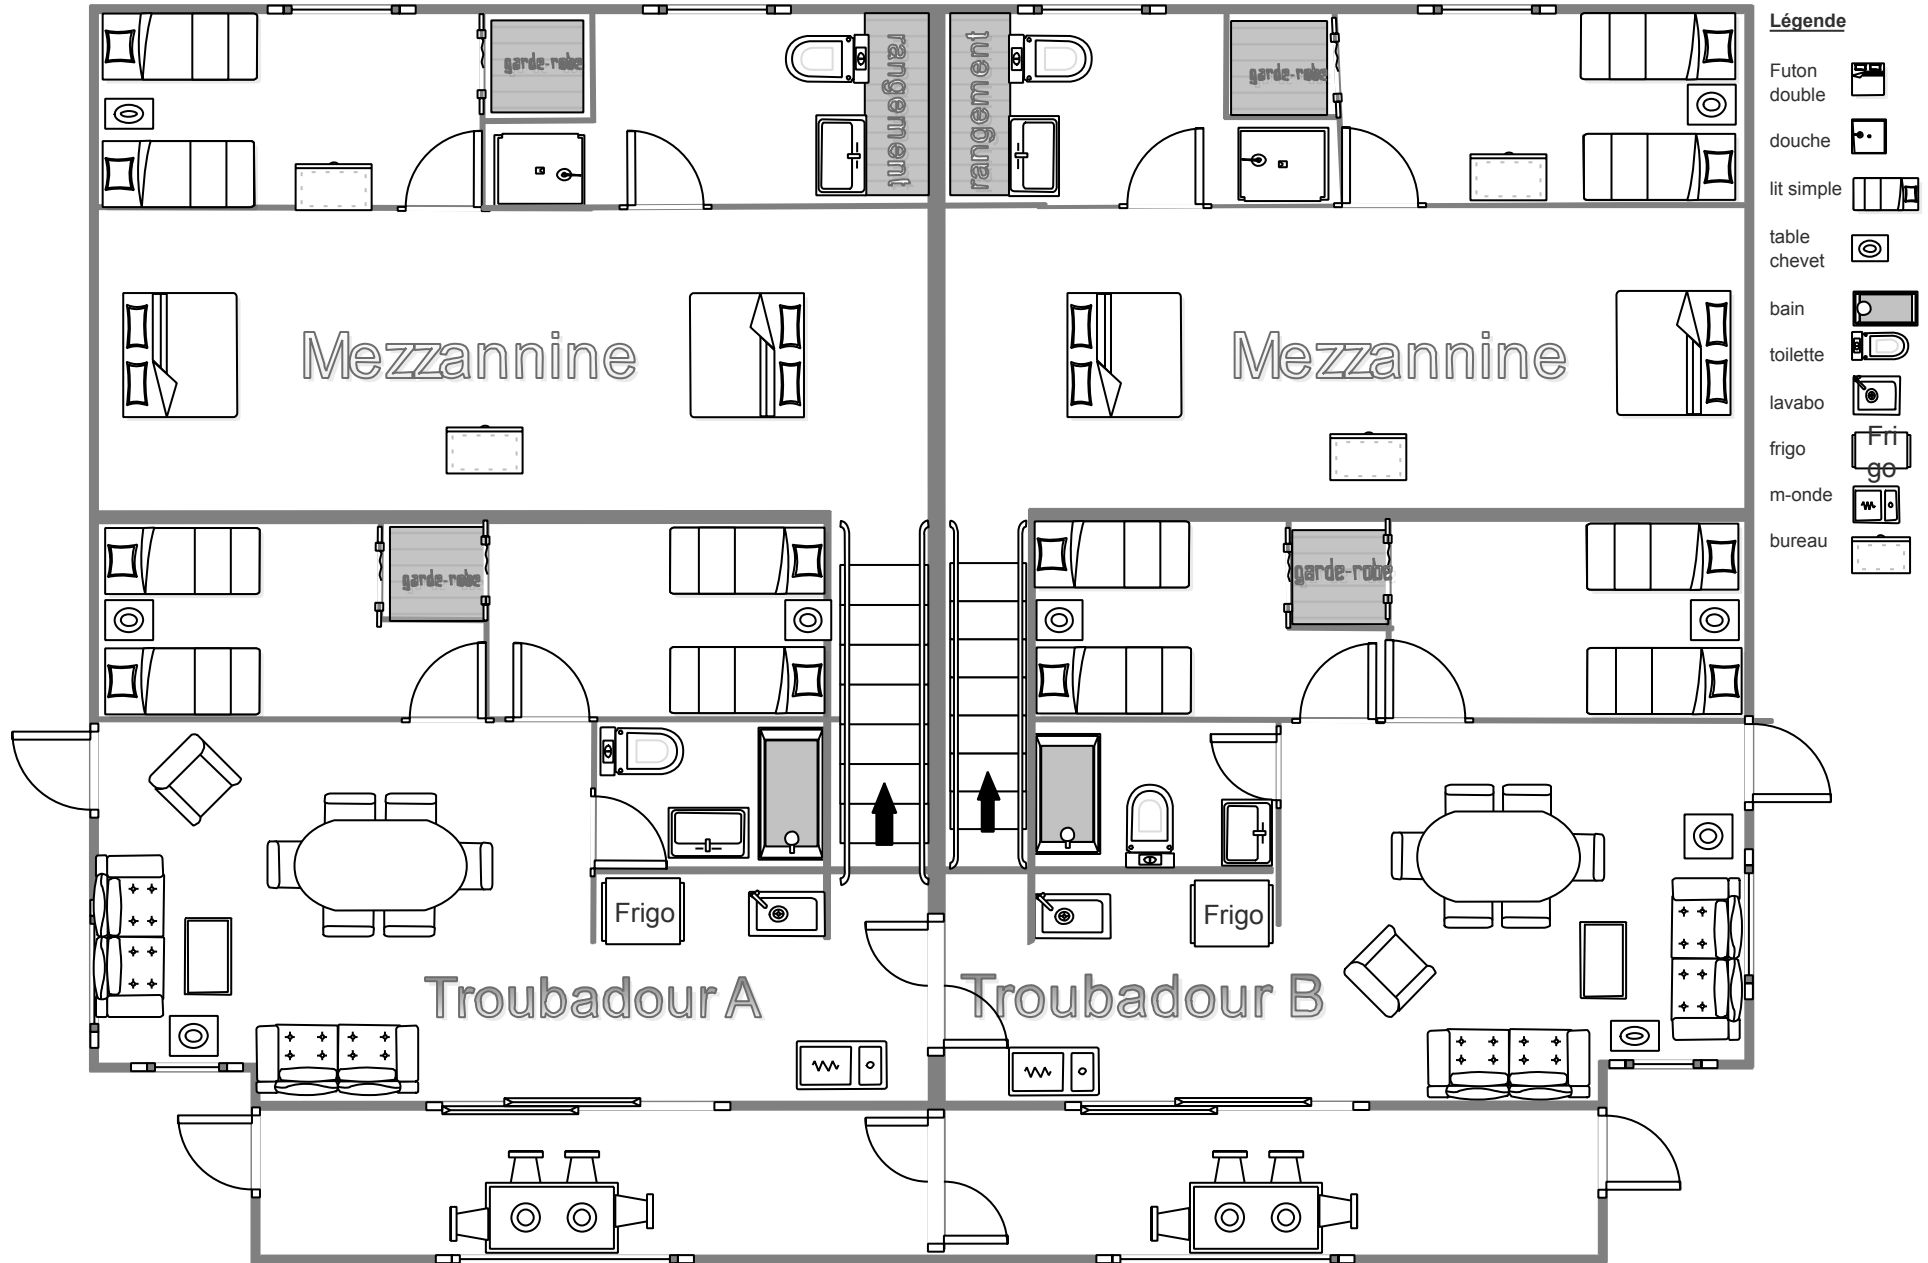 garde-robe
rangement
rangement
garde-robe
Mezzannine
Mezzannine
garde-robe
garde-robe
Frigo
Frigo
Troubadour A
Troubadour B
Légende
Futon
double
douche
lit simple
table
chevet
bain
toilette
lavabo
frigo
Fri
go
m-onde
bureau